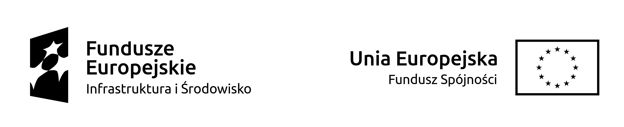 Fundusze
Europejskie
Infrastruktura i Środowisko
Unia Europejska
Fundusz Spójności